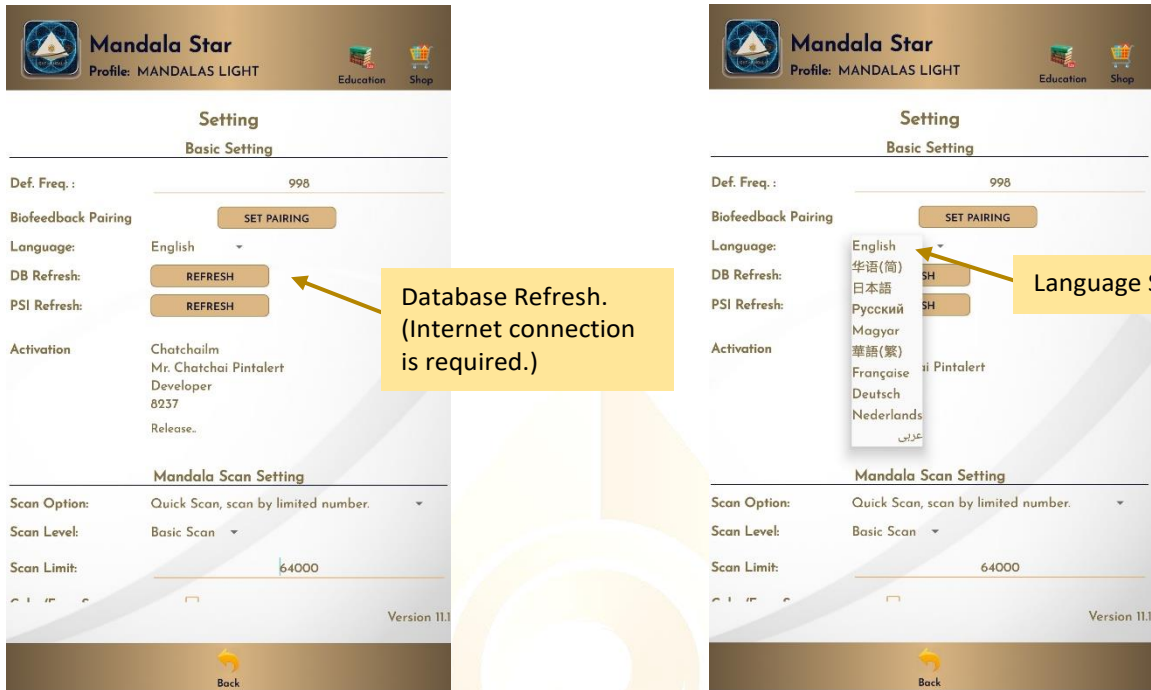 Mandala Star
Profile: MANDALAS LIGHT
Education
Shop
Setting
Basic Setting
Def. Freq. :
998
Biofeedback Pairing
SET PAIRING
Language:
English
DB Refresh:
REFRESH
PSI Refresh:
REFRESH
Activation
Chatchailm
Mr. Chatchai Pintalert
Developer
8237
Release..
Mandala Scan Setting
Scan Option:
Quick Scan, scan by limited number.
Scan Level:
Basic Scan
Scan Limit:
64000
Version 11.1
Back
Database Refresh.
(Internet connection
is required.)
Mandala Star
Profile: MANDALAS LIGHT
Education
Shop
Setting
Basic Setting
Def. Freq. :
998
Biofeedback Pairing
SET PAIRING
Language:
English
华语(简)
日本語
Русский
Magyar
華語(繁)
Française
Deutsch
Nederlands
عربى
DB Refresh:
SH
PSI Refresh:
SH
Activation
ai Pintalert
Mandala Scan Setting
Scan Option:
Quick Scan, scan by limited number.
Scan Level:
Basic Scan
Scan Limit:
64000
Version 11.1
Back
Language